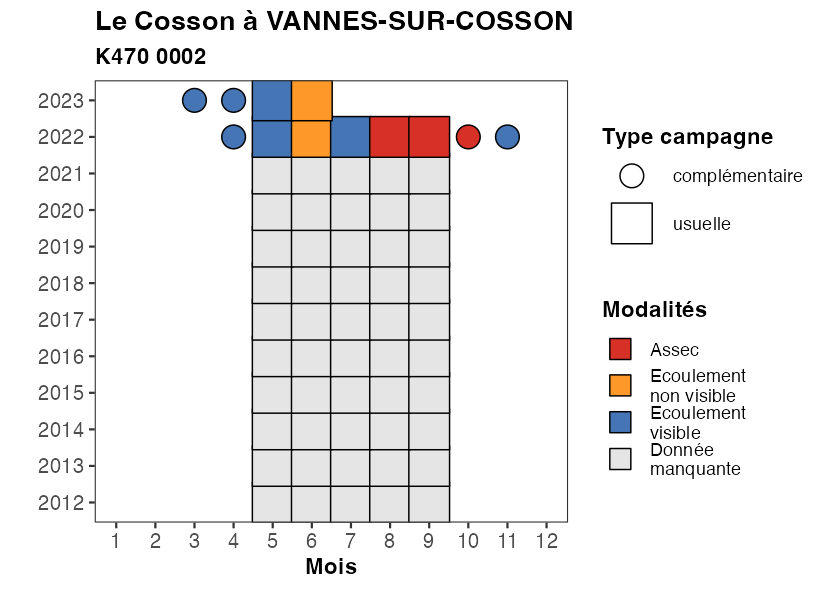 Le Cosson à VANNES-SUR-COSSON
K470 0002
2023
2022
2021
2020
2019
2018
2017
2016
2015
2014
2013
2012
1 2 3 4 5 6 7 8 9 10 11 12
Mois
Type campagne
complémentaire
usuelle
Modalités
Assec
Ecoulement
non visible
Ecoulement
visible
Donnée
manquante